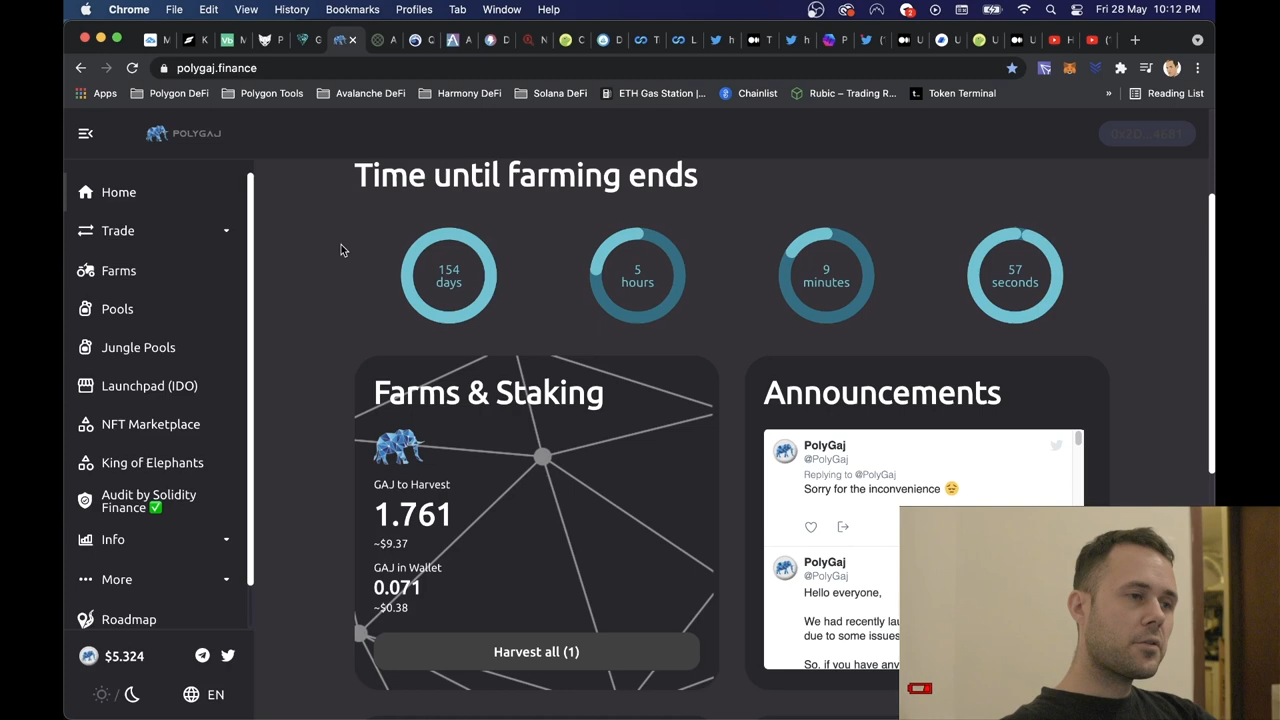 Chrome File Edit View History Bookmarks Profiles Tab Window Help
2
Fri 28 May 10:12 PM
polygaj.finance
Apps Polygon DeFi Polygon Tools Avalanche DeFi Harmony DeFi Solana DeFi ETH Gas Station |... Chainlist Rubic – Trading R... Token Terminal » Reading List
POLYGAJ
0x2D...4681
Home
Trade
Farms
Pools
Jungle Pools
Launchpad (IDO)
NFT Marketplace
King of Elephants
Audit by Solidity
Finance ✅
Info
More
Roadmap
$5.324
EN
Time until farming ends
154
days
5
hours
9
minutes
57
seconds
Farms & Staking
GAJ to Harvest
1.761
~$9.37
GAJ in Wallet
0.071
~$0.38
Harvest all (1)
Announcements
PolyGaj
@PolyGaj
Replying to @PolyGaj
Sorry for the inconvenience 😔
PolyGaj
@PolyGaj
Hello everyone,
We had recently lau
due to some issues
So, if you have any